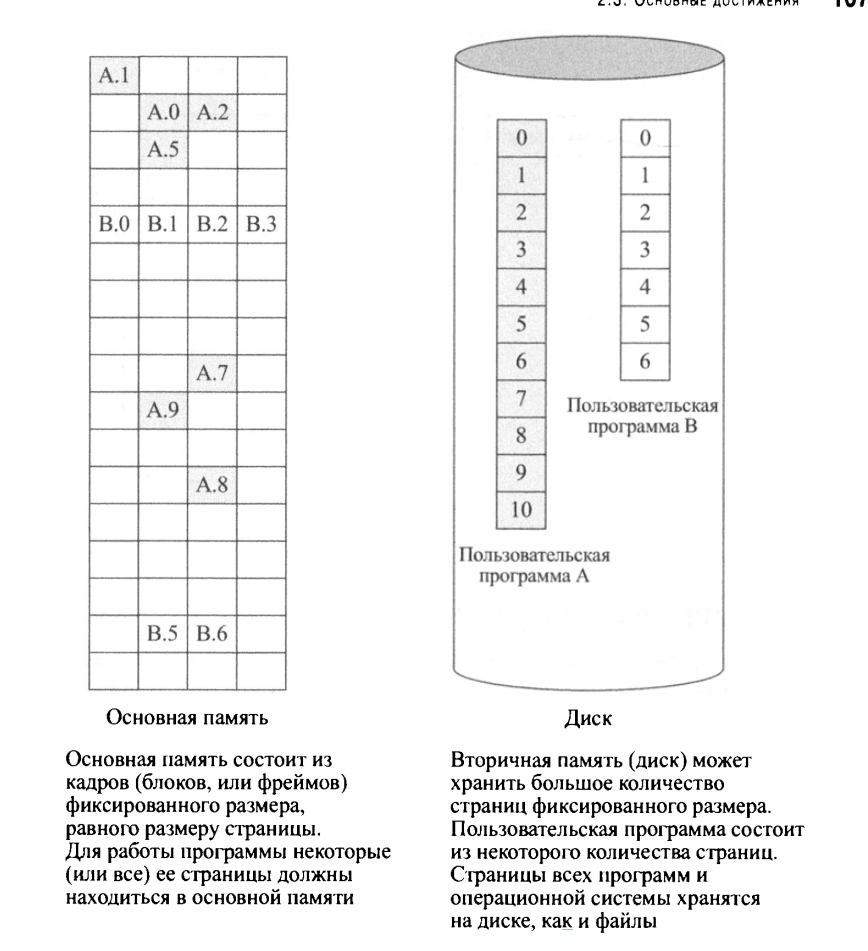 2.3. Основные достижения 107
A.1
A.0 A.2
A.5
B.0 B.1 B.2 B.3
A.7
A.9
A.8
B.5 B.6
Основная память
Основная память состоит из
кадров (блоков, или фреймов)
фиксированного размера,
равного размеру страницы.
Для работы программы некоторые
(или все) ее страницы должны
находиться в основной памяти
0
1
2
3
4
5
6
7
8
9
10
Пользовательская
программа A
0
1
2
3
4
5
6
Пользовательская
программа B
Диск
Вторичная память (диск) может
хранить большое количество
страниц фиксированного размера.
Пользовательская программа состоит
из некоторого количества страниц.
Страницы всех программ и
операционной системы хранятся
на диске, как и файлы